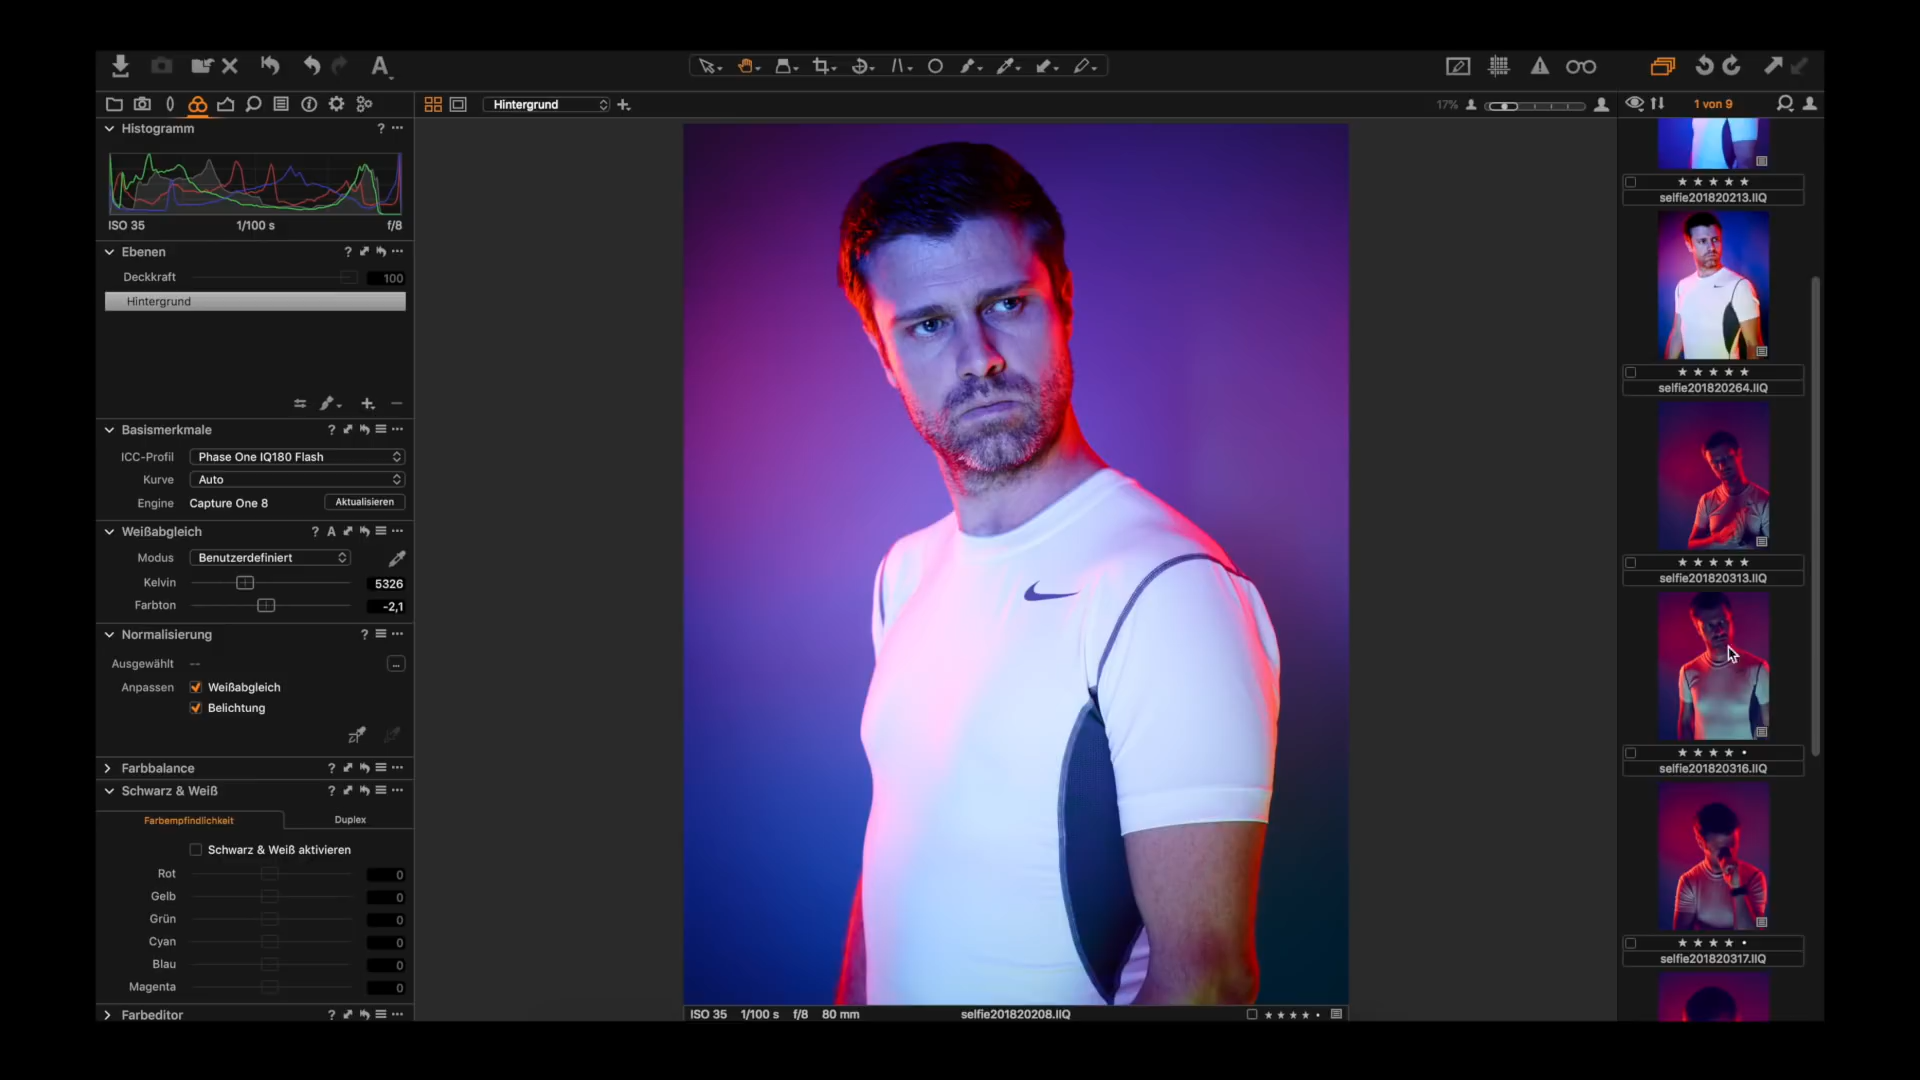 A
Hintergrund
17%
1 von 9
Histogramm
?
ISO 35
1/100 s
f/8
Ebenen
?
Deckkraft
100
Hintergrund
Basismerkmale
?
ICC-Profil
Phase One IQ180 Flash
Kurve
Auto
Engine
Capture One 8
Aktualisieren
Weißabgleich
? A
Modus
Benutzerdefiniert
Kelvin
5326
Farbton
-2,1
Normalisierung
?
Ausgewählt
--
...
Anpassen
Weißabgleich
Belichtung
Farbbalance
?
Schwarz & Weiß
?
Farbempfindlichkeit
Duplex
Schwarz & Weiß aktivieren
Rot
0
Gelb
0
Grün
0
Cyan
0
Blau
0
Magenta
0
Farbeditor
?
ISO 35
1/100 s
f/8
80 mm
selfie201820208.IIQ
selfie201820213.IIQ
selfie201820264.IIQ
selfie201820313.IIQ
selfie201820316.IIQ
selfie201820317.IIQ